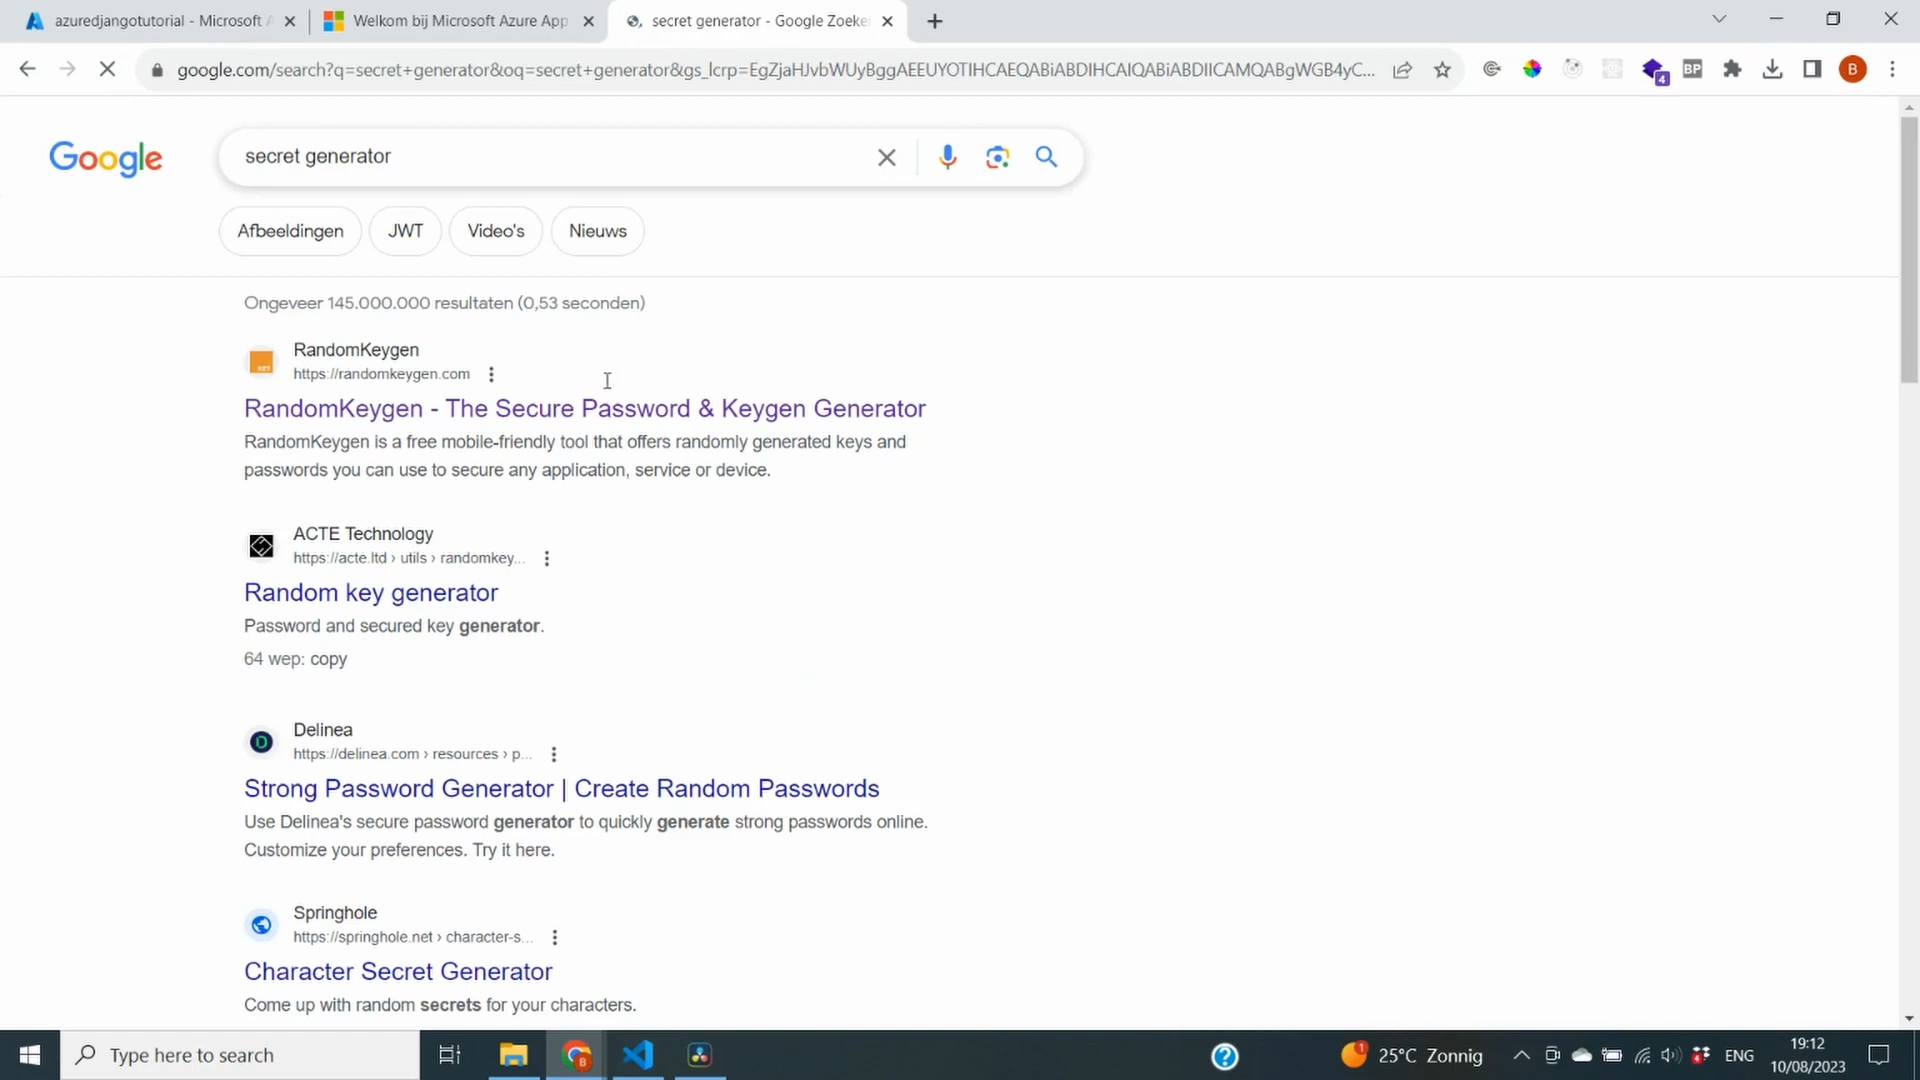 azuredjangotutorial - Microsoft A
Welkom bij Microsoft Azure App
secret generator - Google Zoeken
google.com/search?q=secret+generator&oq=secret+generator&gs_lcrp=EgZjaHJvbWUyBggAEEUYOTIHCAEQABiABDIHCAIQABiABDIICAMQABgWGB4yC...
4
BP
B
Google
secret generator
Afbeeldingen
JWT
Video's
Nieuws
Ongeveer 145.000.000 resultaten (0,53 seconden)
RandomKeygen
https://randomkeygen.com
RandomKeygen - The Secure Password & Keygen Generator
RandomKeygen is a free mobile-friendly tool that offers randomly generated keys and
passwords you can use to secure any application, service or device.
ACTE Technology
https://acte.ltd › utils › randomkey...
Random key generator
Password and secured key generator.
64 wep: copy
Delinea
https://delinea.com › resources › p...
Strong Password Generator | Create Random Passwords
Use Delinea's secure password generator to quickly generate strong passwords online.
Customize your preferences. Try it here.
Springhole
https://springhole.net › character-s...
Character Secret Generator
Come up with random secrets for your characters.
Type here to search
B
1
25°C Zonnig
ENG
19:12
10/08/2023